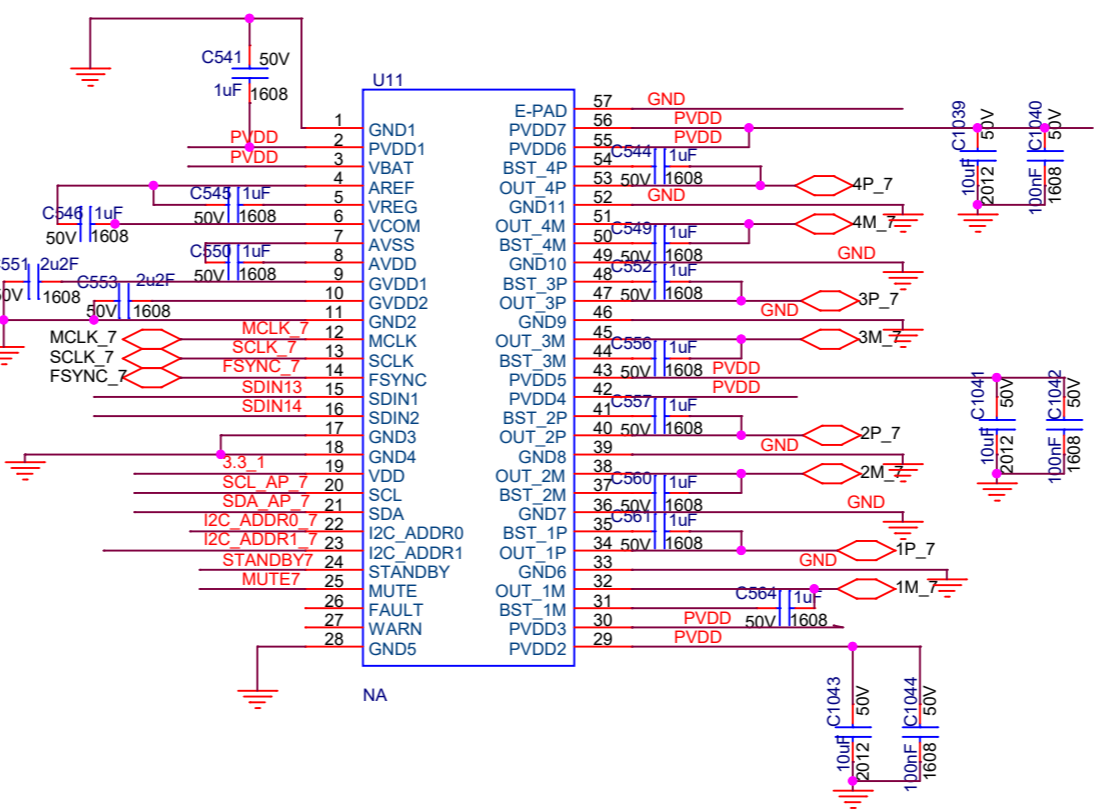 C541 50V
1uF 1608
U11
1 GND1
PVDD 2 PVDD1
PVDD 3 VBAT
4 AREF
C545 1uF 5 VREG
50V 1608
C546 1uF 6 VCOM
50V 1608
7 AVSS
C550 1uF 8 AVDD
50V 1608
C551 2u2F 9 GVDD1
50V 1608
C553 2u2F 10 GVDD2
50V 1608
11 GND2
MCLK_7 MCLK_7 12 MCLK
SCLK_7 SCLK_7 13 SCLK
FSYNC_7 FSYNC_7 14 FSYNC
SDIN13 15 SDIN1
SDIN14 16 SDIN2
17 GND3
18 GND4
3.3_1 19 VDD
SCL_AP_7 20 SCL
SDA_AP_7 21 SDA
I2C_ADDR0_7 22 I2C_ADDR0
I2C_ADDR1_7 23 I2C_ADDR1
STANDBY7 24 STANDBY
MUTE7 25 MUTE
26 FAULT
27 WARN
28 GND5
NA
E-PAD 57 GND
PVDD7 56 PVDD
PVDD6 55 PVDD
BST_4P 54 C544 1uF
OUT_4P 53 50V 1608 4P_7
GND11 52 GND
OUT_4M 51 4M_7
BST_4M 50 C549 1uF
GND10 49 50V 1608 GND
BST_3P 48 C552 1uF
OUT_3P 47 50V 1608 3P_7
GND9 46 GND
OUT_3M 45 3M_7
BST_3M 44 C556 1uF
50V 1608
PVDD5 43 PVDD
PVDD4 42 PVDD
BST_2P 41 C557 1uF
OUT_2P 40 50V 1608 2P_7
GND8 39 GND
OUT_2M 38 2M_7
BST_2M 37 C560 1uF
GND7 36 50V 1608 GND
BST_1P 35 C561 1uF
OUT_1P 34 50V 1608 1P_7
GND6 33 GND
OUT_1M 32 1M_7
BST_1M 31 C564 1uF
50V 1608
PVDD3 30 PVDD
PVDD2 29 PVDD
C1039 50V
10uF 2012
C1040 50V
100nF 1608
C1041 50V
10uF 2012
C1042 50V
100nF 1608
C1043 50V
10uF 2012
C1044 50V
100nF 1608